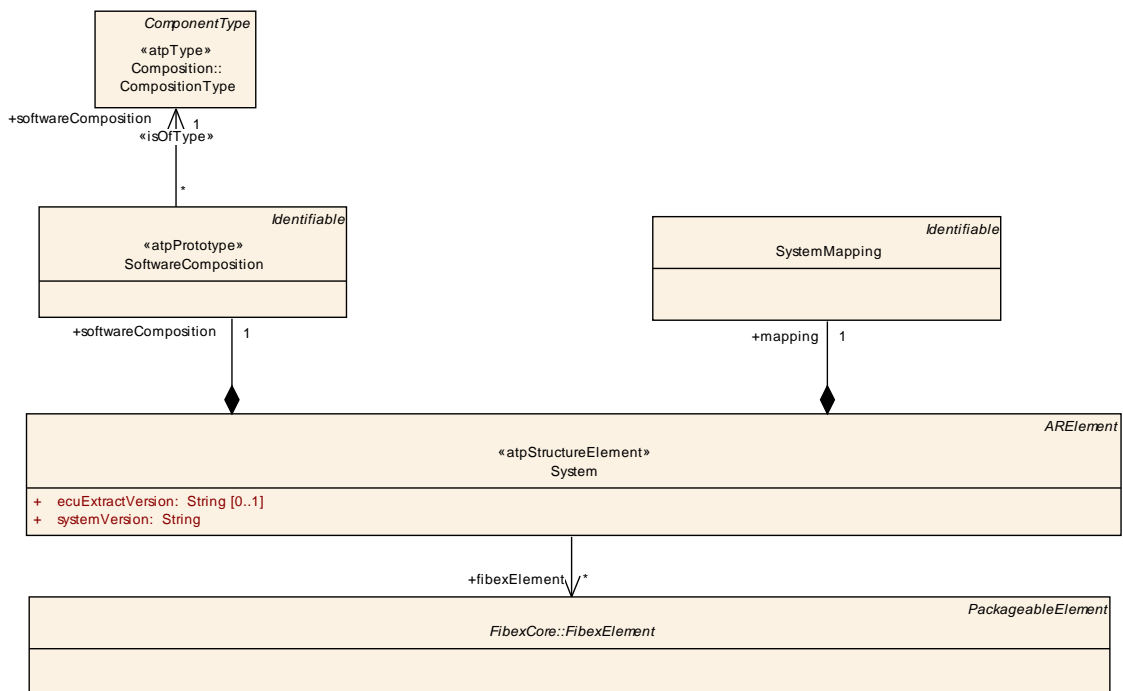 ComponentType
«atpType»
Composition::
CompositionType
+softwareComposition 1
«isOfType»
*
Identifiable
«atpPrototype»
SoftwareComposition
Identifiable
SystemMapping
+softwareComposition 1
+mapping 1
ARElement
«atpStructureElement»
System
+ ecuExtractVersion: String [0..1]
+ systemVersion: String
+fibexElement *
PackageableElement
FibexCore::FibexElement